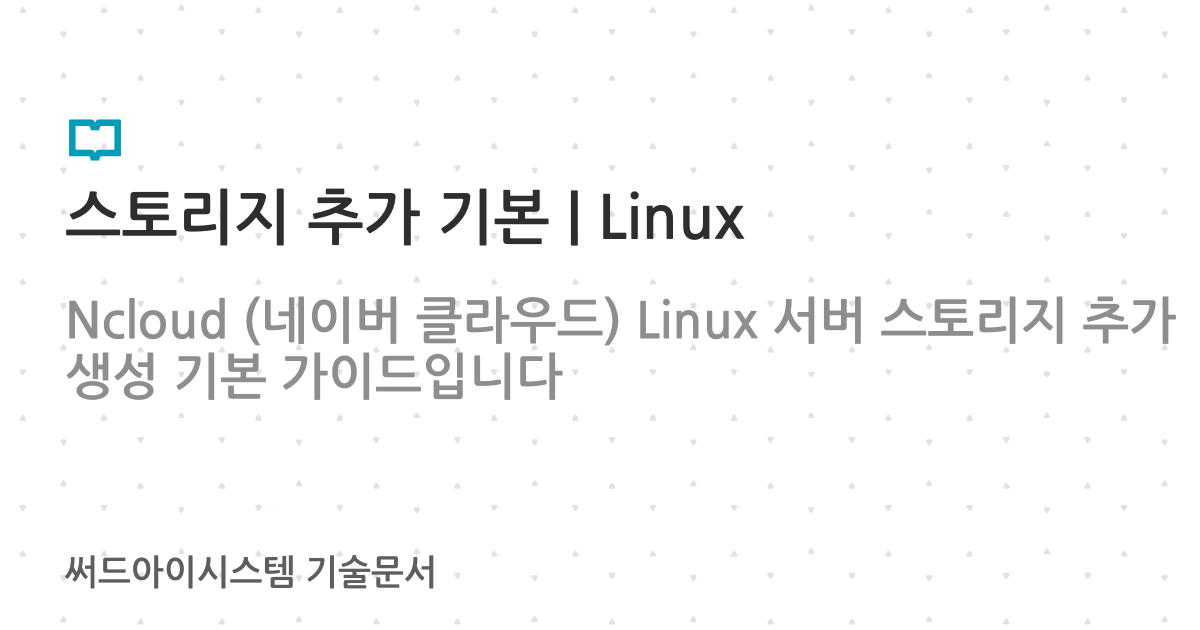 스토리지 추가 기본 | Linux
Ncloud (네이버 클라우드) Linux 서버 스토리지 추가
생성 기본 가이드입니다
써드아이시스템 기술문서